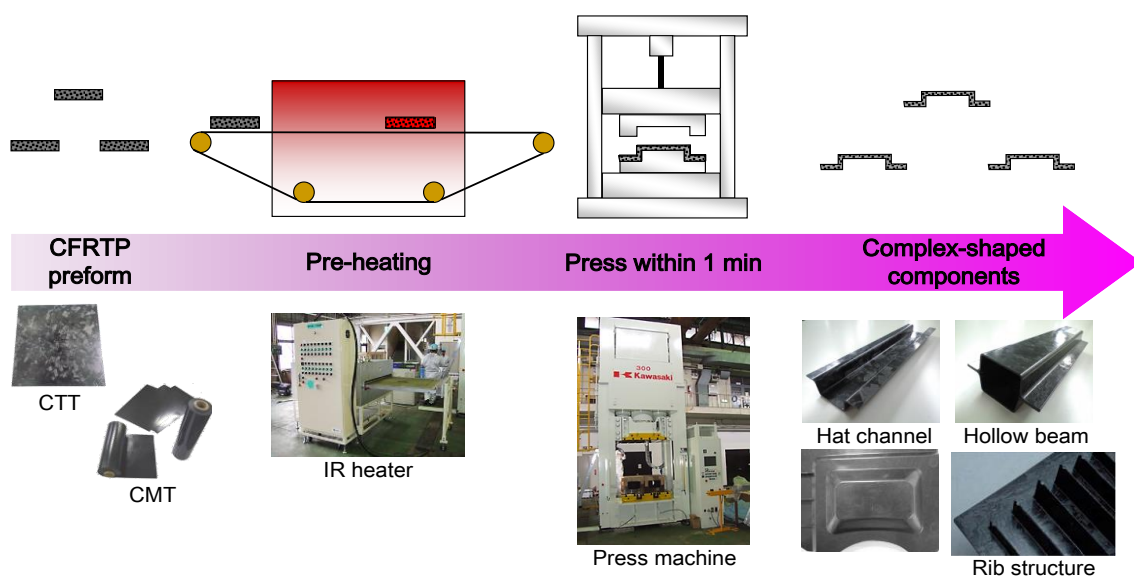 CFRTP
preform
Pre-heating
Press within 1 min
Complex-shaped
components
CTT
CMT
IR heater
300
Kawasaki
Press machine
Hat channel
Hollow beam
Rib structure